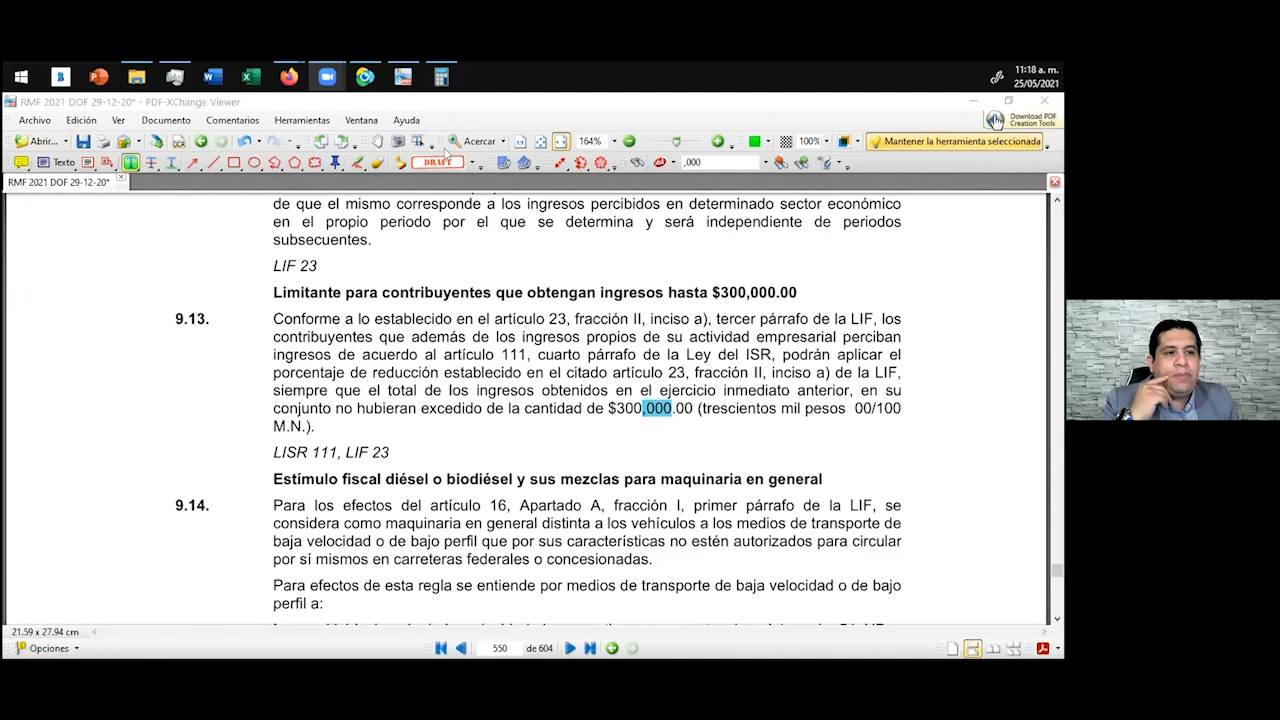 11:18 a. m.
25/05/2021
RMF 2021 DOF 29-12-20* - PDF-XChange Viewer
Archivo Edición Ver Documento Comentarios Herramientas Ventana Ayuda
Download PDF
Creation Tools
Abrir... Acercar 164% 100% Mantener la herramienta seleccionada
Texto DRAFT ,000
RMF 2021 DOF 29-12-20*
de que el mismo corresponde a los ingresos percibidos en determinado sector económico
en el propio periodo por el que se determina y será independiente de periodos
subsecuentes.
LIF 23
Limitante para contribuyentes que obtengan ingresos hasta $300,000.00
9.13. Conforme a lo establecido en el artículo 23, fracción II, inciso a), tercer párrafo de la LIF, los
contribuyentes que además de los ingresos propios de su actividad empresarial perciban
ingresos de acuerdo al artículo 111, cuarto párrafo de la Ley del ISR, podrán aplicar el
porcentaje de reducción establecido en el citado artículo 23, fracción II, inciso a) de la LIF,
siempre que el total de los ingresos obtenidos en el ejercicio inmediato anterior, en su
conjunto no hubieran excedido de la cantidad de $300,000.00 (trescientos mil pesos 00/100
M.N.).
LISR 111, LIF 23
Estímulo fiscal diésel o biodiésel y sus mezclas para maquinaria en general
9.14. Para los efectos del artículo 16, Apartado A, fracción I, primer párrafo de la LIF, se
considera como maquinaria en general distinta a los vehículos a los medios de transporte de
baja velocidad o de bajo perfil que por sus características no estén autorizados para circular
por sí mismos en carreteras federales o concesionadas.
Para efectos de esta regla se entiende por medios de transporte de baja velocidad o de bajo
perfil a:
21.59 x 27.94 cm
Opciones 550 de 604